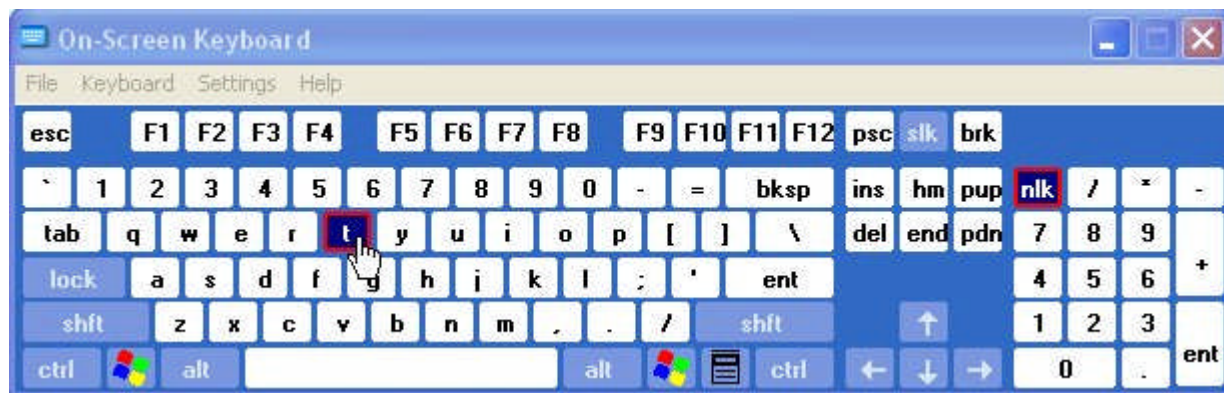 On-Screen Keyboard
File Keyboard Settings Help
esc F1 F2 F3 F4 F5 F6 F7 F8 F9 F10 F11 F12 psc slk brk
` 1 2 3 4 5 6 7 8 9 0 - = bksp ins hm pup nlk / * -
tab q w e r t y u i o p [ ] \ del end pdn 7 8 9 +
lock a s d f g h j k l ; ' ent 4 5 6
shft z x c v b n m , . / shft ↑ 1 2 3 ent
ctrl alt alt ctrl ← ↓ → 0 .